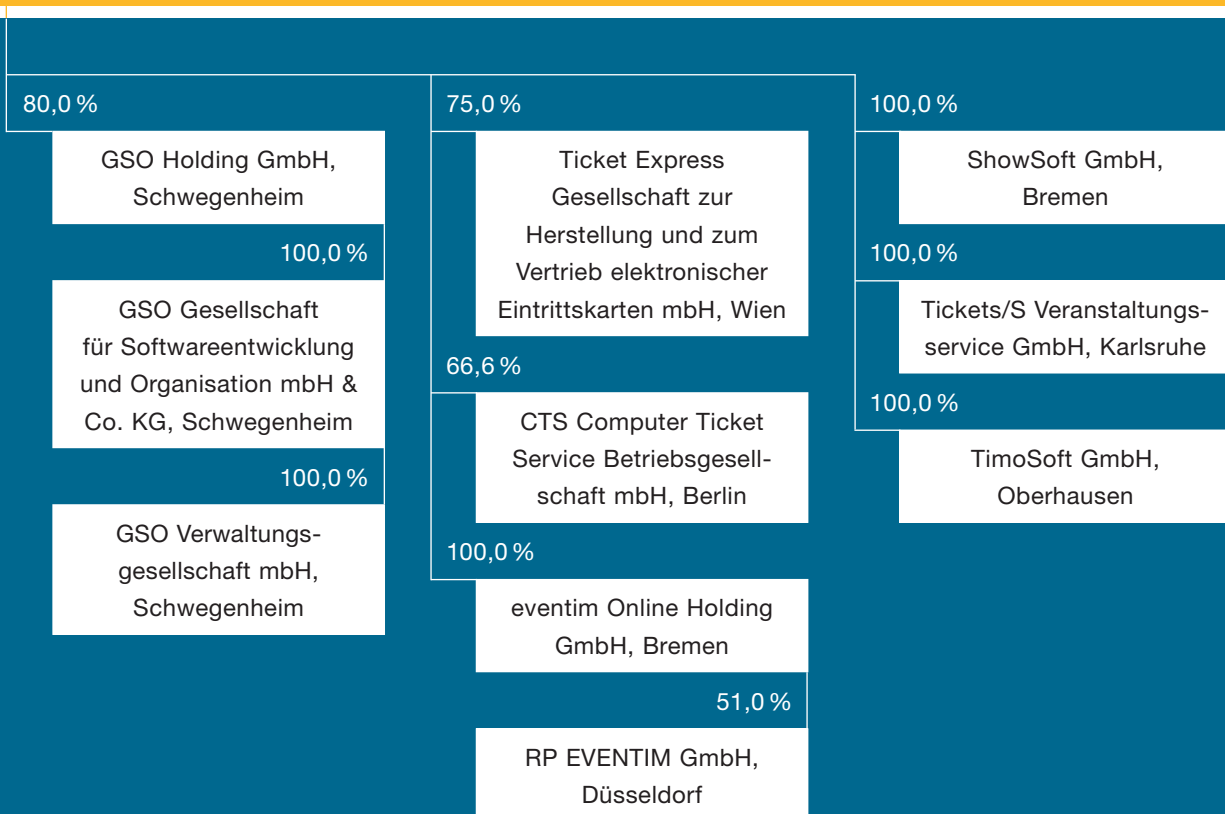 80,0 %
GSO Holding GmbH,
Schwegenheim
100,0 %
GSO Gesellschaft
für Softwareentwicklung
und Organisation mbH &
Co. KG, Schwegenheim
100,0 %
GSO Verwaltungs-
gesellschaft mbH,
Schwegenheim
75,0 %
Ticket Express
Gesellschaft zur
Herstellung und zum
Vertrieb elektronischer
Eintrittskarten mbH, Wien
66,6 %
CTS Computer Ticket
Service Betriebsgesell-
schaft mbH, Berlin
100,0 %
eventim Online Holding
GmbH, Bremen
51,0 %
RP EVENTIM GmbH,
Düsseldorf
100,0 %
ShowSoft GmbH,
Bremen
100,0 %
Tickets/S Veranstaltungs-
service GmbH, Karlsruhe
100,0 %
TimoSoft GmbH,
Oberhausen